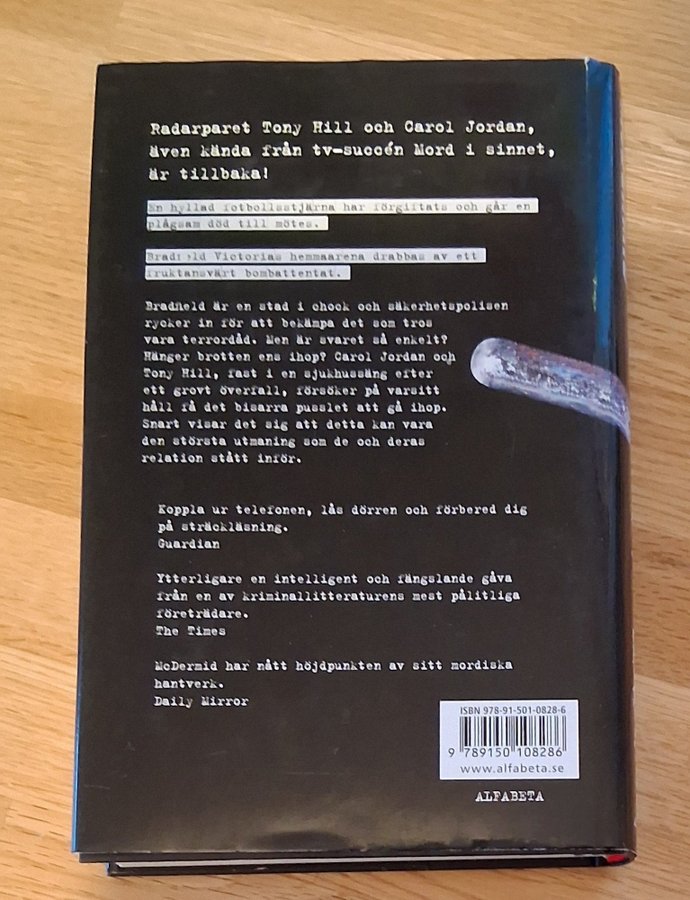 Radarparet Tony Hill och Carol Jordan,
även kända från tv-succén Mord i sinnet,
är tillbaka!
En hyllad fotbollsstjärna har förgiftats och går en
plågsam död till mötes.
Bradfield Victorias hemmaarena drabbas av ett
fruktansvärt bombattentat.
Bradfield är en stad i chock och säkerhetspolisen
rycker in för att bekämpa det som tros
vara terrordåd. Men är svaret så enkelt?
Hänger brotten ens ihop? Carol Jordan och
Tony Hill, fast i en sjukhussäng efter
ett grovt överfall, försöker på varsitt
håll få det bisarra pusslet att gå ihop.
Snart visar det sig att detta kan vara
den största utmaning som de och deras
relation stått inför.
Koppla ur telefonen, lås dörren och förbered dig
på sträckläsning.
Guardian
Ytterligare en intelligent och fängslande gåva
från en av kriminallitteraturens mest pålitliga
företrädare.
The Times
McDermid har nått höjdpunkten av sitt mordiska
hantverk.
Daily Mirror
ISBN 978-91-501-0828-6
9 789150 108286
www.alfabeta.se
ALFABETA